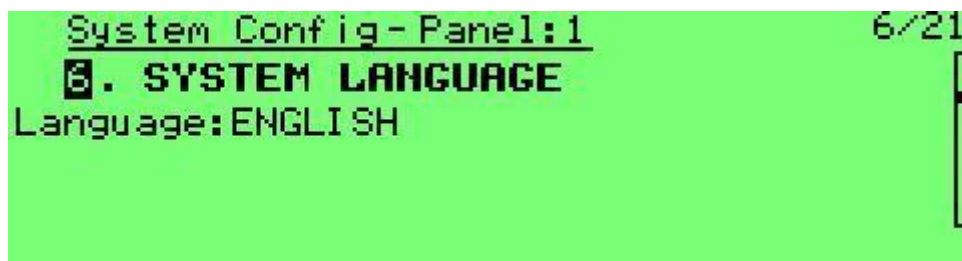 System Config-Panel:1 6/21
6. SYSTEM LANGUAGE
Language:ENGLISH